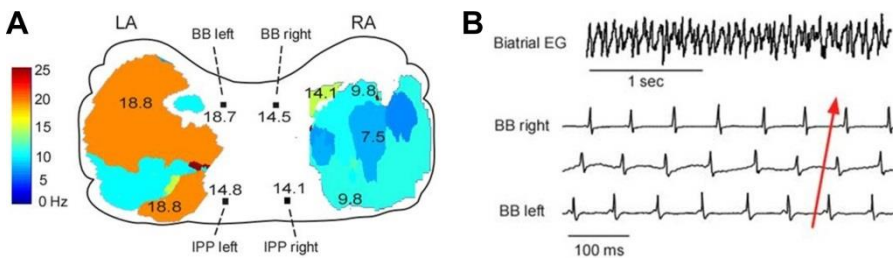 A
LA
BB left
BB right
RA
25
20
15
10
5
0 Hz
18.8
18.7
14.5
14.1
9.8
7.5
18.8
14.8
14.1
9.8
IPP left
IPP right
B
Biatrial EG
1 sec
BB right
BB left
100 ms